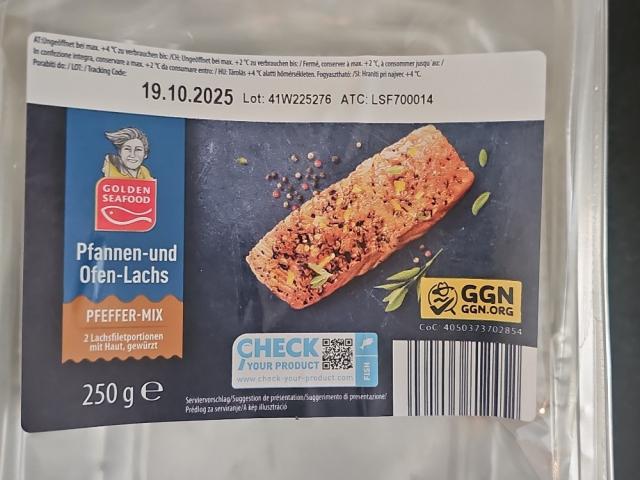 AT:Ungeöffnet bei max. +4 °C zu verbrauchen bis: /CH: Ungeöffnet bei max. +2 °C zu verbrauchen bis: / Fermé, conserver à max. +2 °C, à consommer jusqu'au: /
In confezione integra, conservare a max. +2 °C da consumare entro: / HU: Tárolás +4 °C alatti hőmérsékleten. Fogyasztható: /SI: Hraniti pri največ +4 °C.
Porabiti do: / LOT: / Tracking Code:
19.10.2025 Lot: 41W225276 ATC: LSF700014
GOLDEN
SEAFOOD
Pfannen-und
Ofen-Lachs
PFEFFER-MIX
2 Lachsfiletportionen
mit Haut, gewürzt
250 g e
GGN
GGN.ORG
CoC 4050373702854
CHECK
YOUR PRODUCT
www.check-your-product.com
FISH
Serviervorschlag/Suggestion de présentation/Suggerimento di presentazione/
Predlog za serviranje/A kép illusztráció